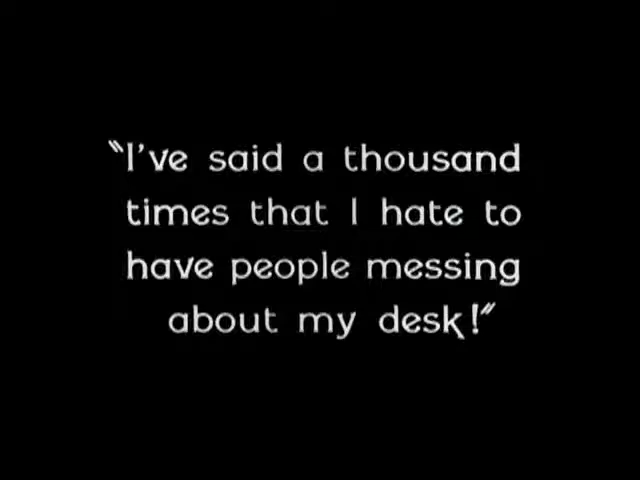 "I've said a thousand
times that I hate to
have people messing
about my desk!"